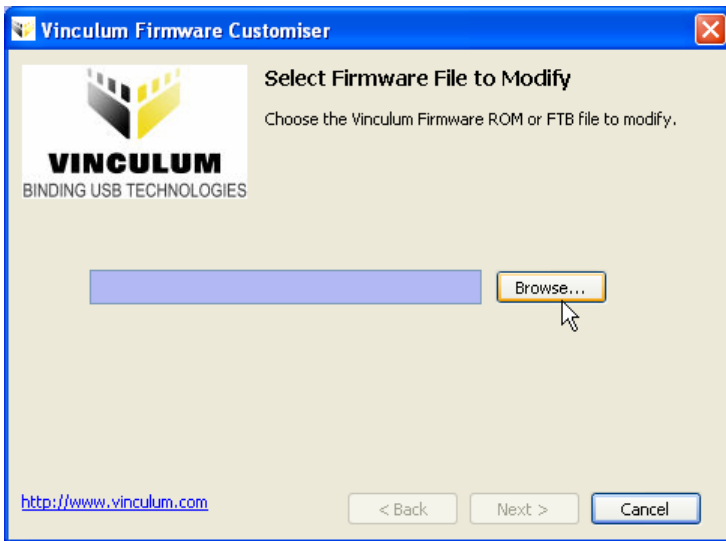 Vinculum Firmware Customiser
VINCULUM
BINDING USB TECHNOLOGIES
Select Firmware File to Modify
Choose the Vinculum Firmware ROM or FTB file to modify.
Browse...
http://www.vinculum.com
< Back
Next >
Cancel